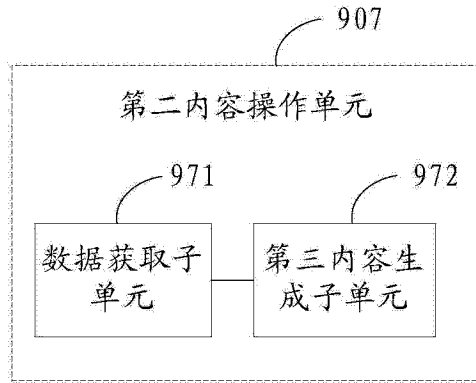 907
第二内容操作单元
971
972
数据获取子
单元
第三内容生
成子单元